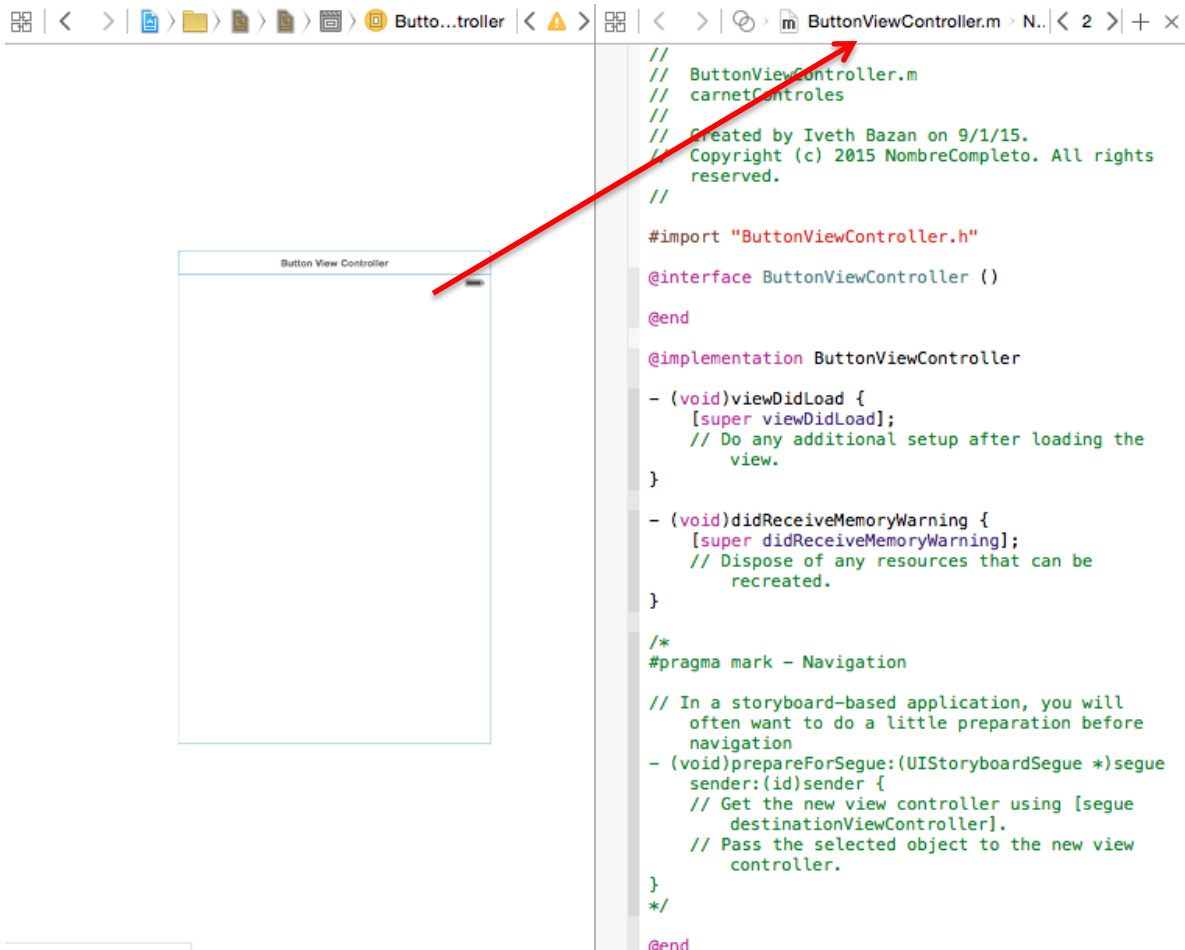 Butto...troller
ButtonViewController.m
N..
2
Button View Controller
//
//  ButtonViewController.m
//  carnetControles
//
//  Created by Iveth Bazan on 9/1/15.
//  Copyright (c) 2015 NombreCompleto. All rights
reserved.
//
#import "ButtonViewController.h"
@interface ButtonViewController ()
@end
@implementation ButtonViewController
- (void)viewDidLoad {
[super viewDidLoad];
// Do any additional setup after loading the
view.
}
- (void)didReceiveMemoryWarning {
[super didReceiveMemoryWarning];
// Dispose of any resources that can be
recreated.
}
/*
#pragma mark - Navigation
// In a storyboard-based application, you will
often want to do a little preparation before
navigation
- (void)prepareForSegue:(UIStoryboardSegue *)segue
sender:(id)sender {
// Get the new view controller using [segue
destinationViewController].
// Pass the selected object to the new view
controller.
}
*/
@end